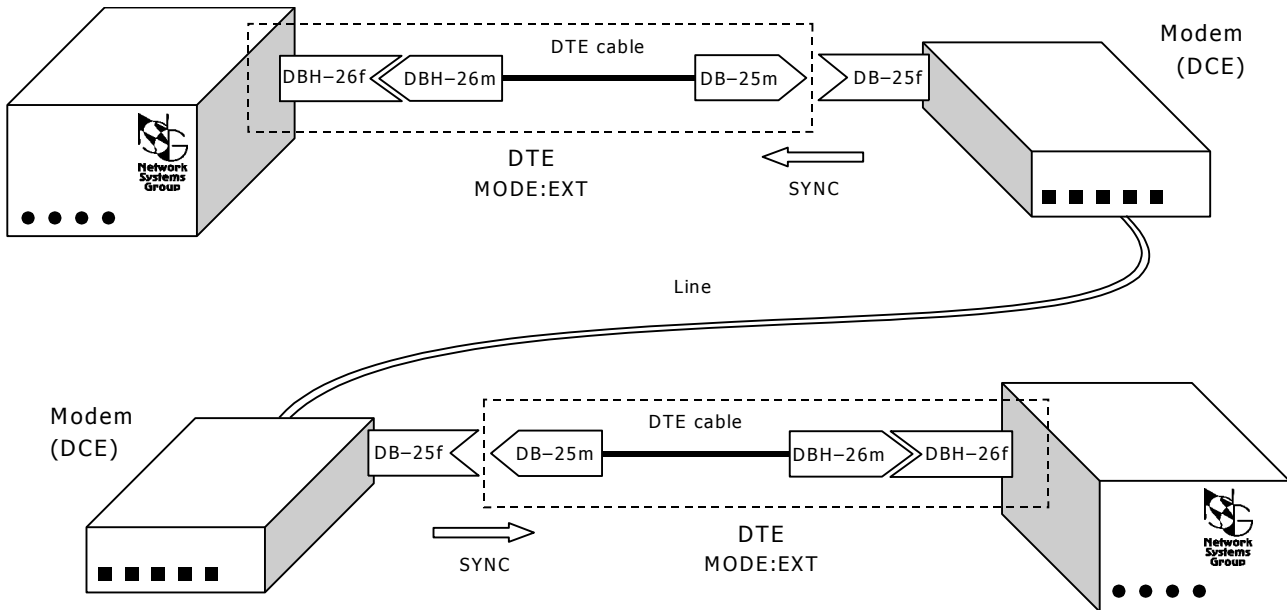 DTE cable
Modem
(DCE)
DBH–26f
DBH–26m
DB–25m
DB–25f
Network
Systems
Group
DTE
MODE:EXT
SYNC
Line
Modem
(DCE)
DTE cable
DB–25f
DB–25m
DBH–26m
DBH–26f
SYNC
DTE
MODE:EXT
Network
Systems
Group